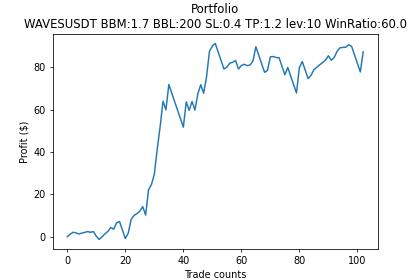 Portfolio
WAVESUSDT BBM:1.7 BBL:200 SL:0.4 TP:1.2 lev:10 WinRatio:60.0
80
60
40
20
0
Profit ($)
0 20 40 60 80 100
Trade counts